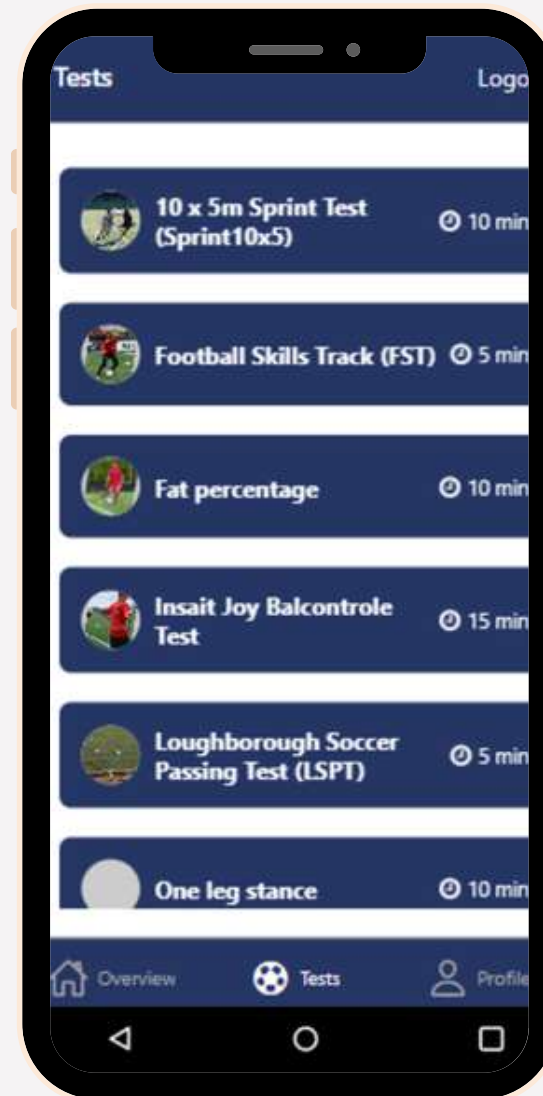 Tests
Logo
10 x 5m Sprint Test
(Sprint10x5)
10 min
Football Skills Track (FST)
5 min
Fat percentage
10 min
Insait Joy Balcontrole
Test
15 min
Loughborough Soccer
Passing Test (LSPT)
5 min
One leg stance
10 min
Overview
Tests
Profile